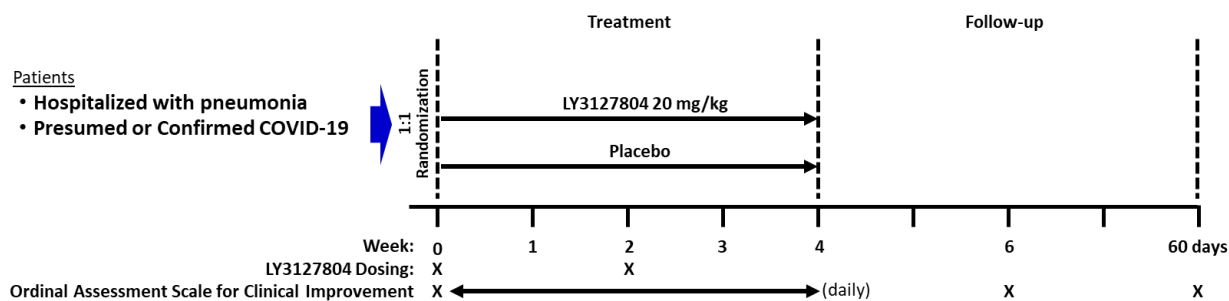 Treatment
Follow-up
Patients
• Hospitalized with pneumonia
• Presumed or Confirmed COVID-19
1:1
Randomization
LY3127804 20 mg/kg
Placebo
Week: 0 1 2 3 4 6 60 days
LY3127804 Dosing: X X
Ordinal Assessment Scale for Clinical Improvement X (daily) X X